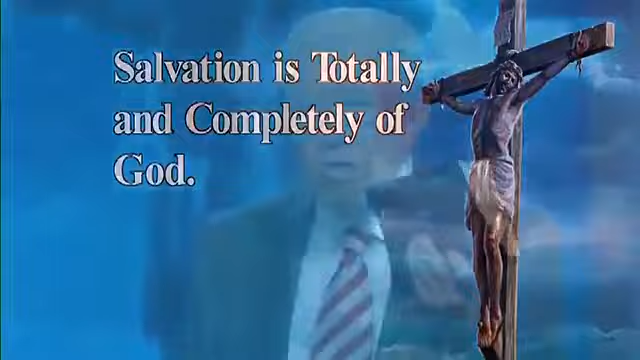 Salvation is Totally
and Completely of
God.